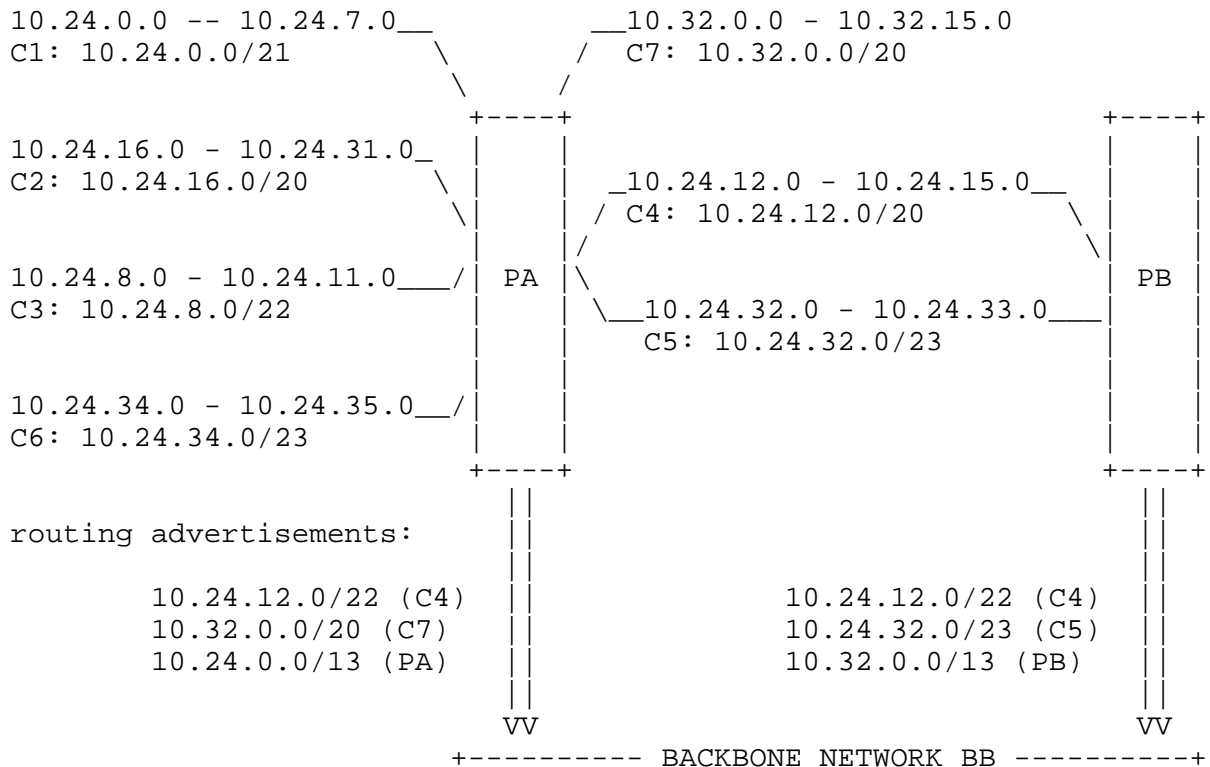 10.24.0.0 -- 10.24.7.0__          __10.32.0.0 - 10.32.15.0
C1: 10.24.0.0/21          C7: 10.32.0.0/20
10.24.16.0 - 10.24.31.0_
C2: 10.24.16.0/20
_10.24.12.0 - 10.24.15.0__
C4: 10.24.12.0/20
10.24.8.0 - 10.24.11.0___          PA          PB
C3: 10.24.8.0/22          __10.24.32.0 - 10.24.33.0___
C5: 10.24.32.0/23
10.24.34.0 - 10.24.35.0__
C6: 10.24.34.0/23
routing advertisements:
10.24.12.0/22 (C4)          10.24.12.0/22 (C4)
10.32.0.0/20 (C7)          10.24.32.0/23 (C5)
10.24.0.0/13 (PA)          10.32.0.0/13 (PB)
VV          VV
+---------- BACKBONE NETWORK BB ----------+